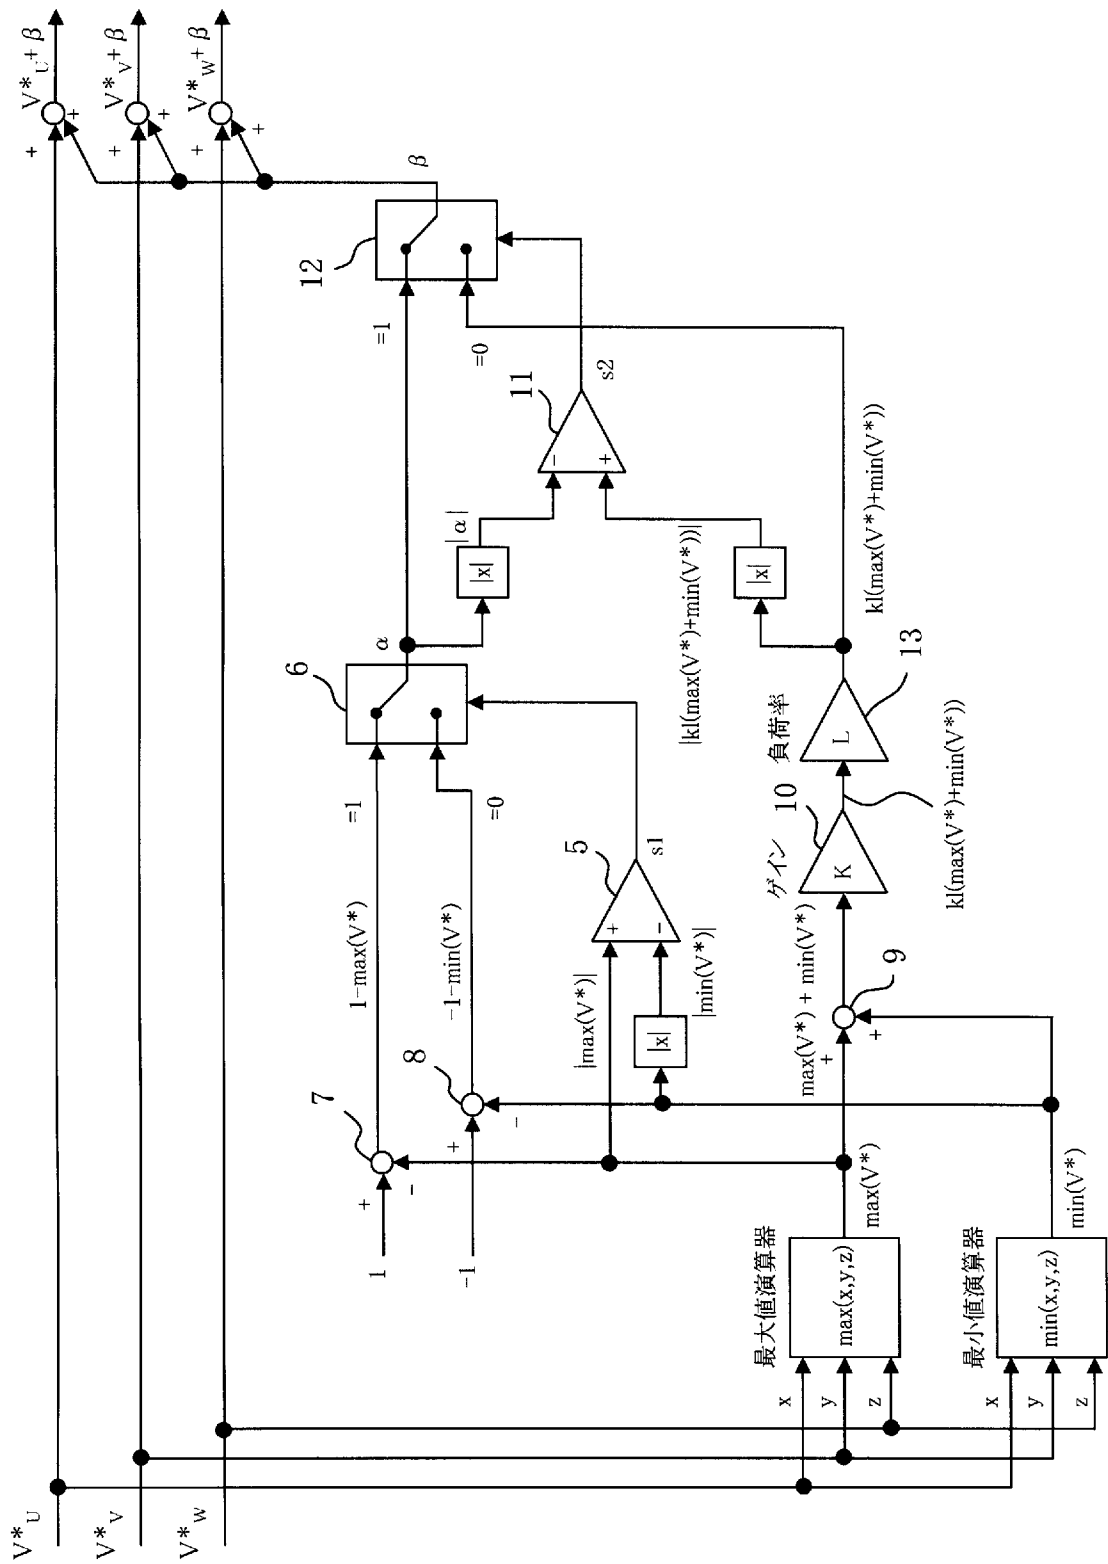 V*U
V*V
V*W
V*U+β
V*V+β
V*W+β
+
+
+
+
+
+
β
12
=1
=0
11
s2
−
+
|α|
|x|
|kl(max(V*)+min(V*))|
|x|
kl(max(V*)+min(V*))
α
6
=1
=0
13
負荷率
L
10
ゲイン
K
kl(max(V*)+min(V*))
5
s1
+
−
1−max(V*)
−1−min(V*)
|max(V*)|
|min(V*)|
|x|
max(V*) + min(V*)
9
+
+
7
8
+
−
+
−
1
−1
max(V*)
min(V*)
最大値演算器
max(x,y,z)
最小値演算器
min(x,y,z)
x
y
z
x
y
z